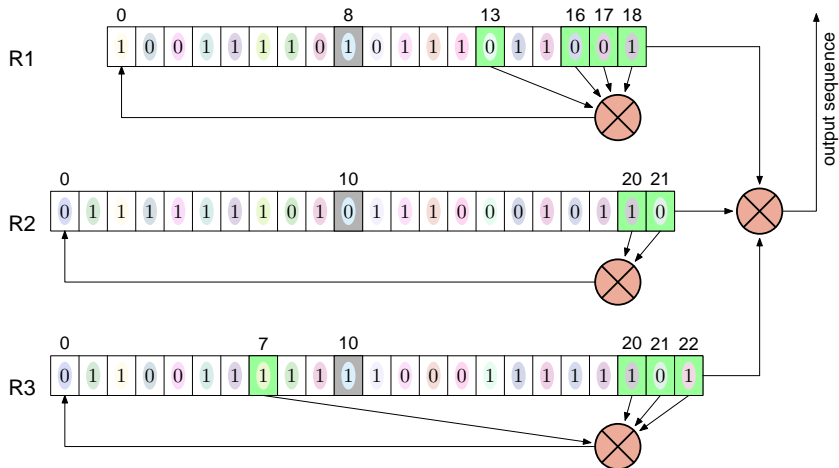 0 8 13 16 17 18
R1 1 0 0 1 1 1 1 0 1 0 1 1 1 0 1 1 0 0 1
output sequence
0 10 20 21
R2 0 1 1 1 1 1 1 1 0 1 0 1 1 1 0 0 0 1 0 1 1 0
0 7 10 20 21 22
R3 0 1 1 0 0 1 1 1 1 1 1 1 0 0 0 1 1 1 1 1 1 0 1